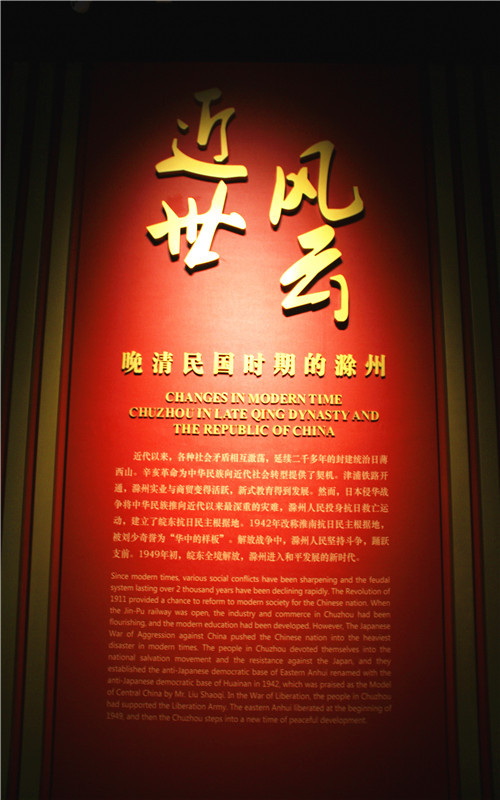 近世
风云
晚清民国时期的滁州
CHANGES IN MODERN TIME
CHUZHOU IN LATE QING DYNASTY AND
THE REPUBLIC OF CHINA
近代以来，各种社会矛盾相互激荡，延续二千多年的封建统治日薄
西山。辛亥革命为中华民族向近代社会转型提供了契机。津浦铁路开
通，滁州实业与商贸变得活跃，新式教育得到发展。然而，日本侵华战
争将中华民族推向近代以来最深重的灾难，滁州人民投身抗日救亡运
动，建立了皖东抗日民主根据地。1942年改称淮南抗日民主根据地，
被刘少奇誉为“华中的样板”。解放战争中，滁州人民坚持斗争，踊跃
支前。1949年初，皖东全境解放，滁州进入和平发展的新时代。
Since modern times, various social conflicts have been sharpening and the feudal
system lasting over 2 thousand years have been declining rapidly. The Revolution of
1911 provided a chance to reform to modern society for the Chinese nation. When
the Jin-Pu railway was open, the industry and commerce in Chuzhou had been
flourishing, and the modern education had been developed. However, The Japanese
War of Aggression against China pushed the Chinese nation into the heaviest
disaster in modern times. The people in Chuzhou devoted themselves into the
national salvation movement and the resistance against the Japan, and they
established the anti-Japanese democratic base of Eastern Anhui renamed with the
anti-Japanese democratic base of Huainan in 1942, which was praised as the Model
of Central China by Mr. Liu Shaoqi. In the War of Liberation, the people in Chuzhou
had supported the Liberation Army. The eastern Anhui liberated at the beginning of
1949, and then the Chuzhou steps into a new time of peaceful development.